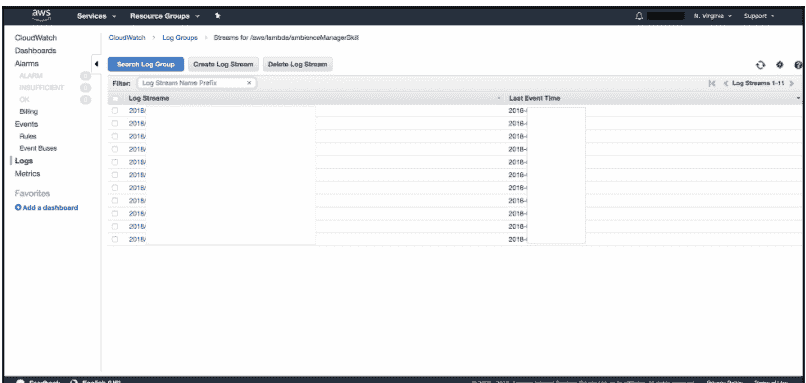 aws Services Resource Groups N. Virginia Support
CloudWatch
Dashboards
Alarms
ALARM 0
INSUFFICIENT 0
OK 0
Billing
Events
Rules
Event Buses
Logs
Metrics
Favorites
Add a dashboard
CloudWatch > Log Groups > Streams for /aws/lambda/ambienceManagerSkill
Search Log Group Create Log Stream Delete Log Stream
Filter: Log Stream Name Prefix × Log Streams 1-11
Log Streams Last Event Time
2018/ 2018-
2018/ 2018-
2018/ 2018-
2018/ 2018-
2018/ 2018-
2018/ 2018-
2018/ 2018-
2018/ 2018-
2018/ 2018-
2018/ 2018-
2018/ 2018-
Feedback English (US) Privacy Policy Terms of Use